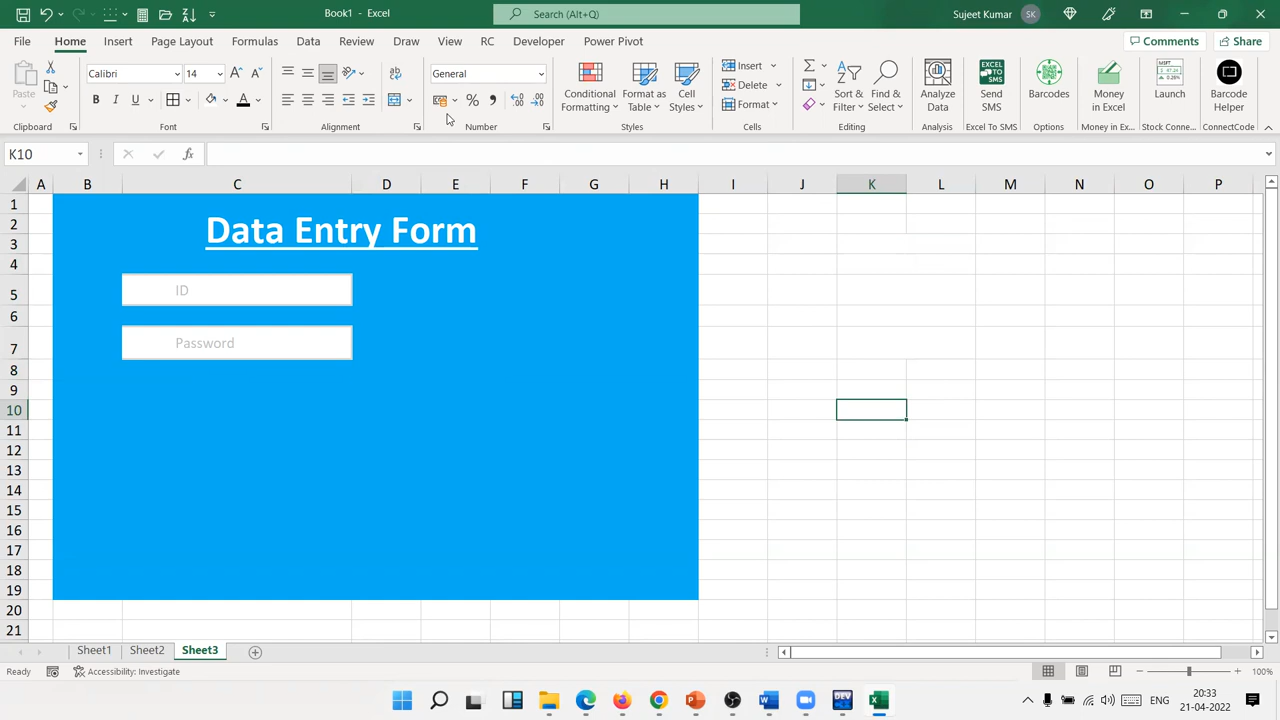 Book1 - Excel
Search (Alt+Q)
Sujeet Kumar
File Home Insert Page Layout Formulas Data Review Draw View RC Developer Help Power Pivot
Comments Share
Paste
Calibri 14
General
B I U
Conditional Formatting
Format as Table
Cell Styles
Insert
Delete
Format
Sort & Filter
Find & Select
Analyze Data
Send SMS
Barcodes
Money in Excel
Launch
Barcode Helper
Clipboard Font Alignment Number Styles Cells Editing Analysis Excel To SMS Options Money in Ex... Stock Conne... ConnectCode
K10
fx
A B C D E F G H I J K L M N O P
1
2
Data Entry Form
3
4
5
ID
6
7
Password
8
9
10
11
12
13
14
15
16
17
18
19
20
21
Sheet1 Sheet2 Sheet3
Ready Accessibility: Investigate 100%
ENG 20:33
21-04-2022